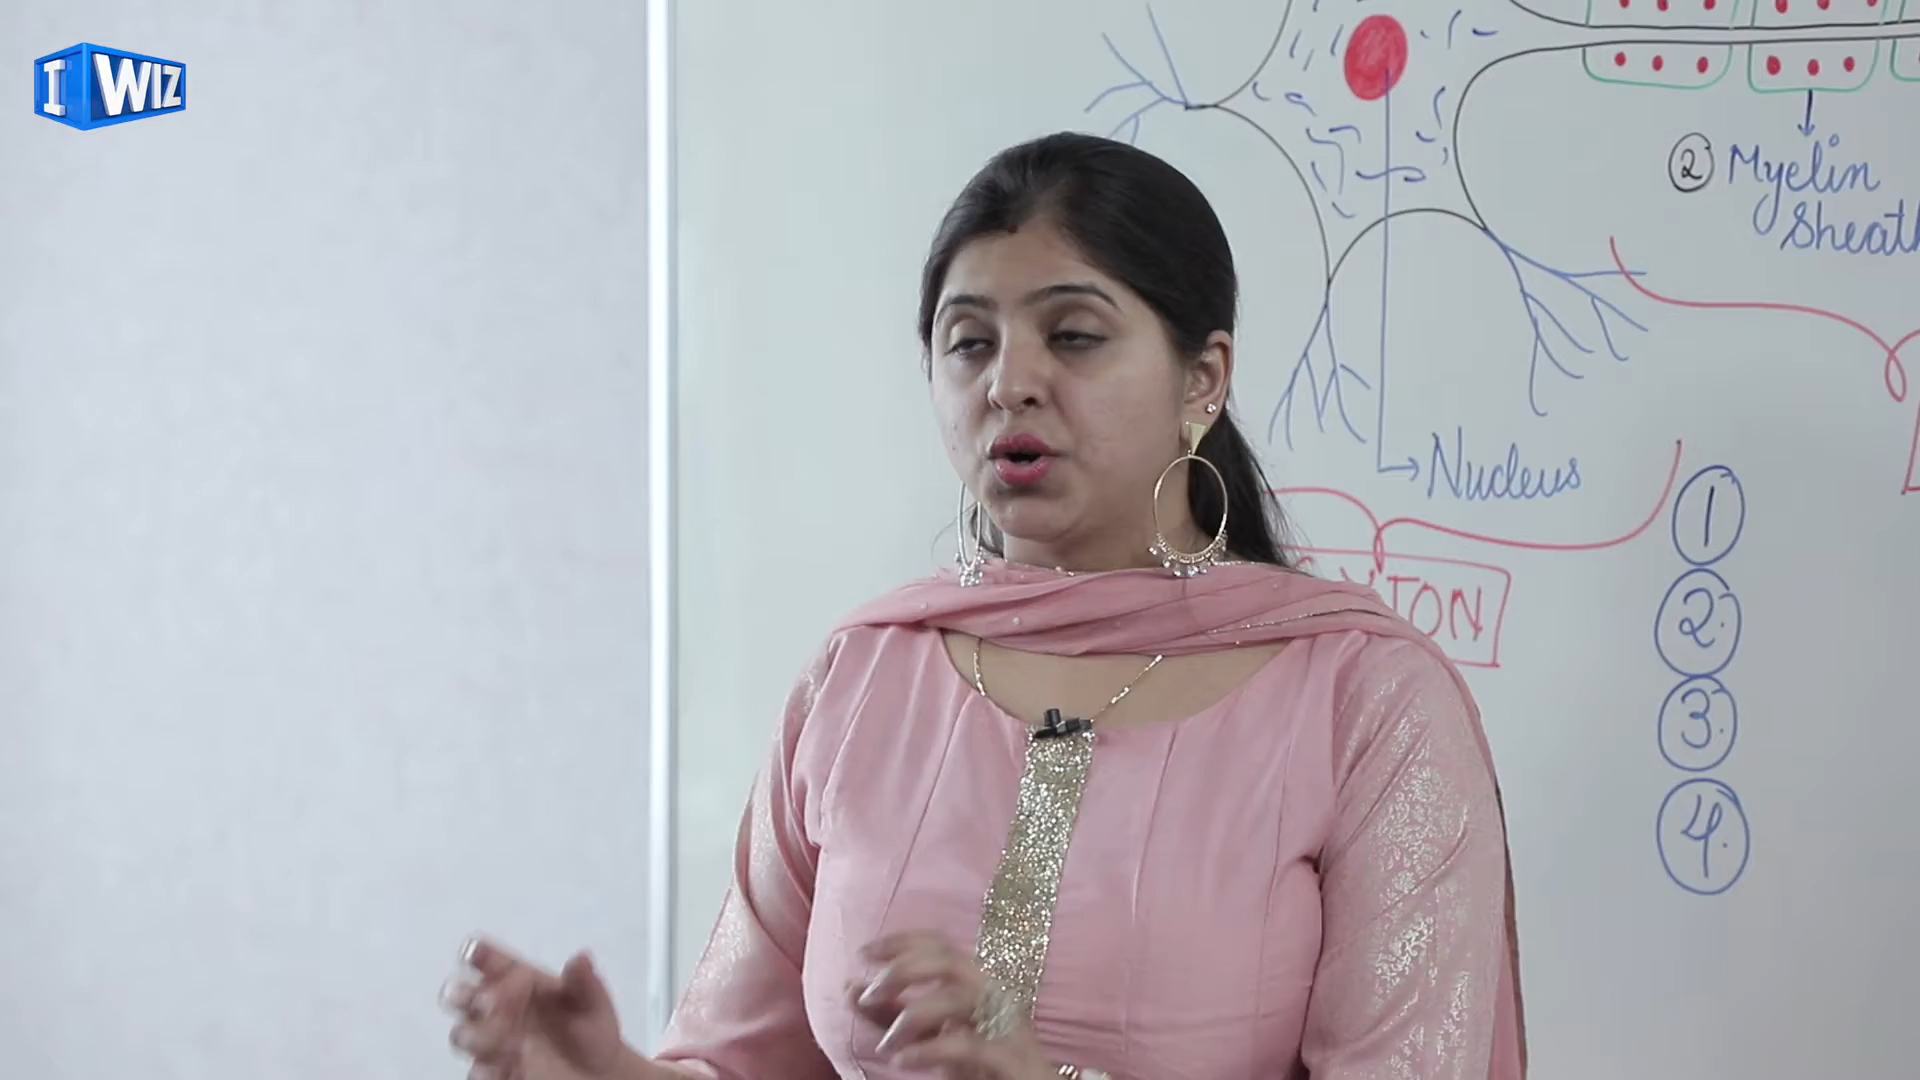 I WIZ
② Myelin
Sheath
Nucleus
1
2.
3.
4.